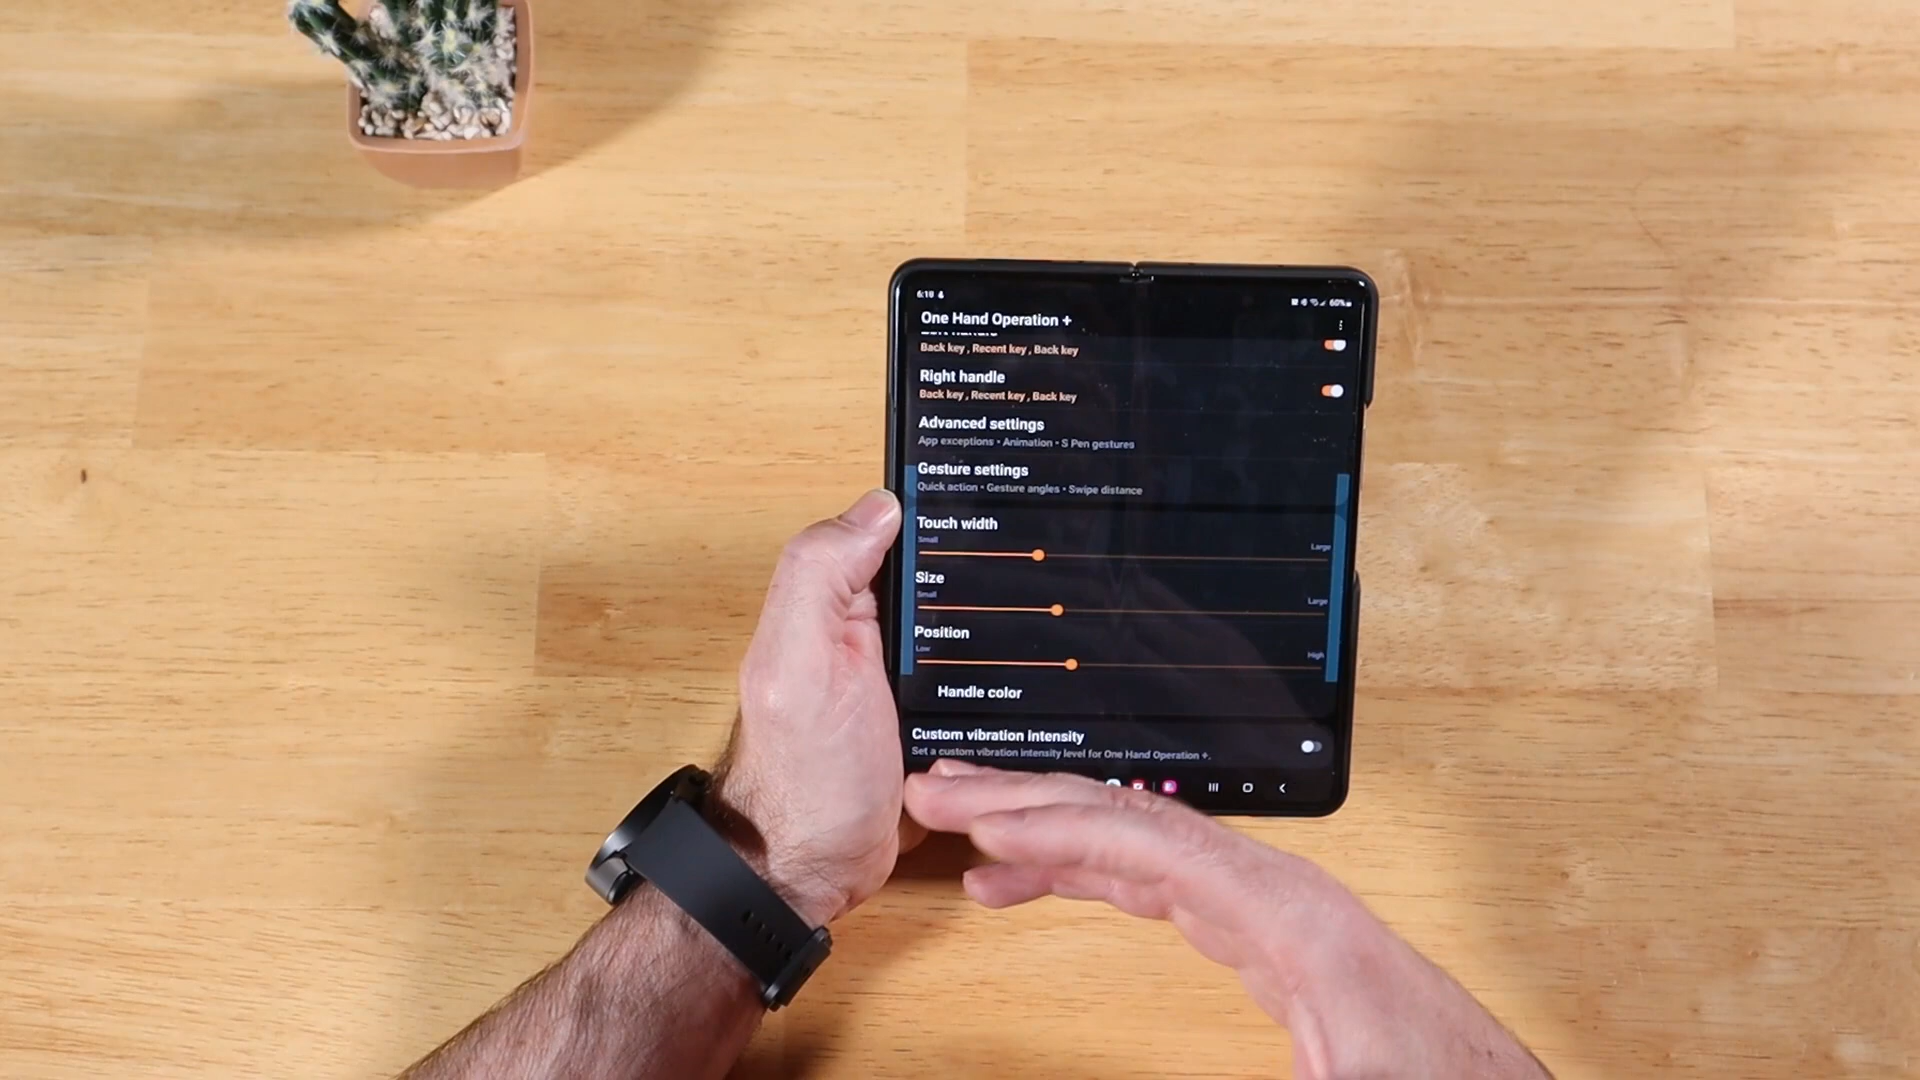 6:10
60%
One Hand Operation +
Back key , Recent key , Back key
Right handle
Back key , Recent key , Back key
Advanced settings
App exceptions • Animation • S Pen gestures
Gesture settings
Quick action • Gesture angles • Swipe distance
Touch width
Small Large
Size
Small Large
Position
Low High
Handle color
Custom vibration intensity
Set a custom vibration intensity level for One Hand Operation +.